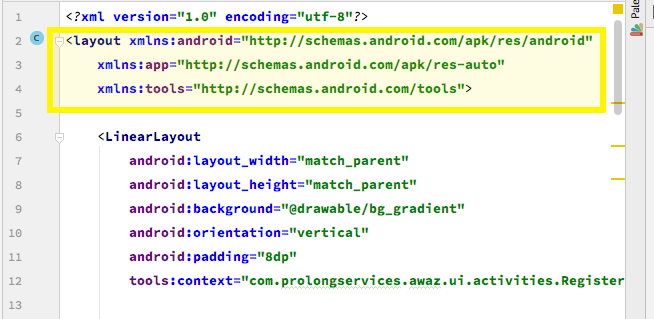 Pale
1 <?xml version="1.0" encoding="utf-8"?>
2 C <layout xmlns:android="http://schemas.android.com/apk/res/android"
3 xmlns:app="http://schemas.android.com/apk/res-auto"
4 xmlns:tools="http://schemas.android.com/tools">
5
6 <LinearLayout
7 android:layout_width="match_parent"
8 android:layout_height="match_parent"
9 android:background="@drawable/bg_gradient"
10 android:orientation="vertical"
11 android:padding="8dp"
12 tools:context="com.prolongservices.awaz.ui.activities.Register
13